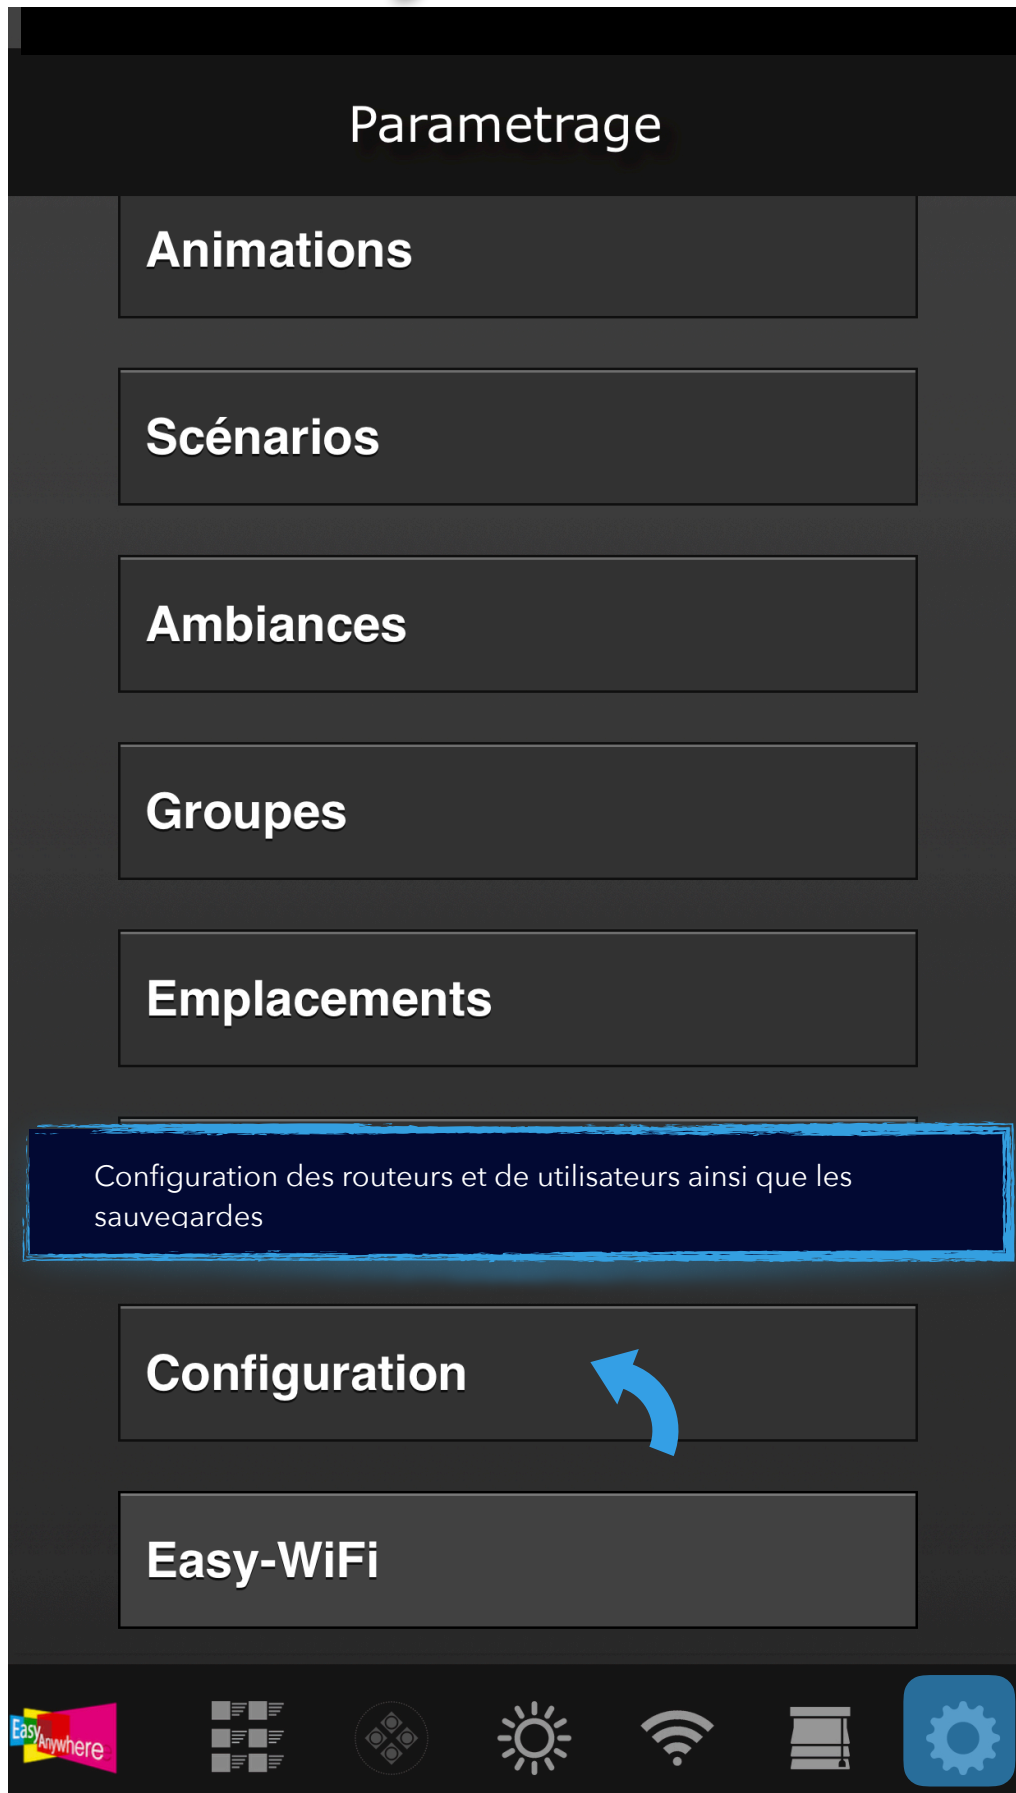 Parametrage
Animations
Scénarios
Ambiances
Groupes
Emplacements
Configuration des routeurs et de utilisateurs ainsi que les
sauvegardes
Configuration
Easy-WiFi
Easy
Anywhere